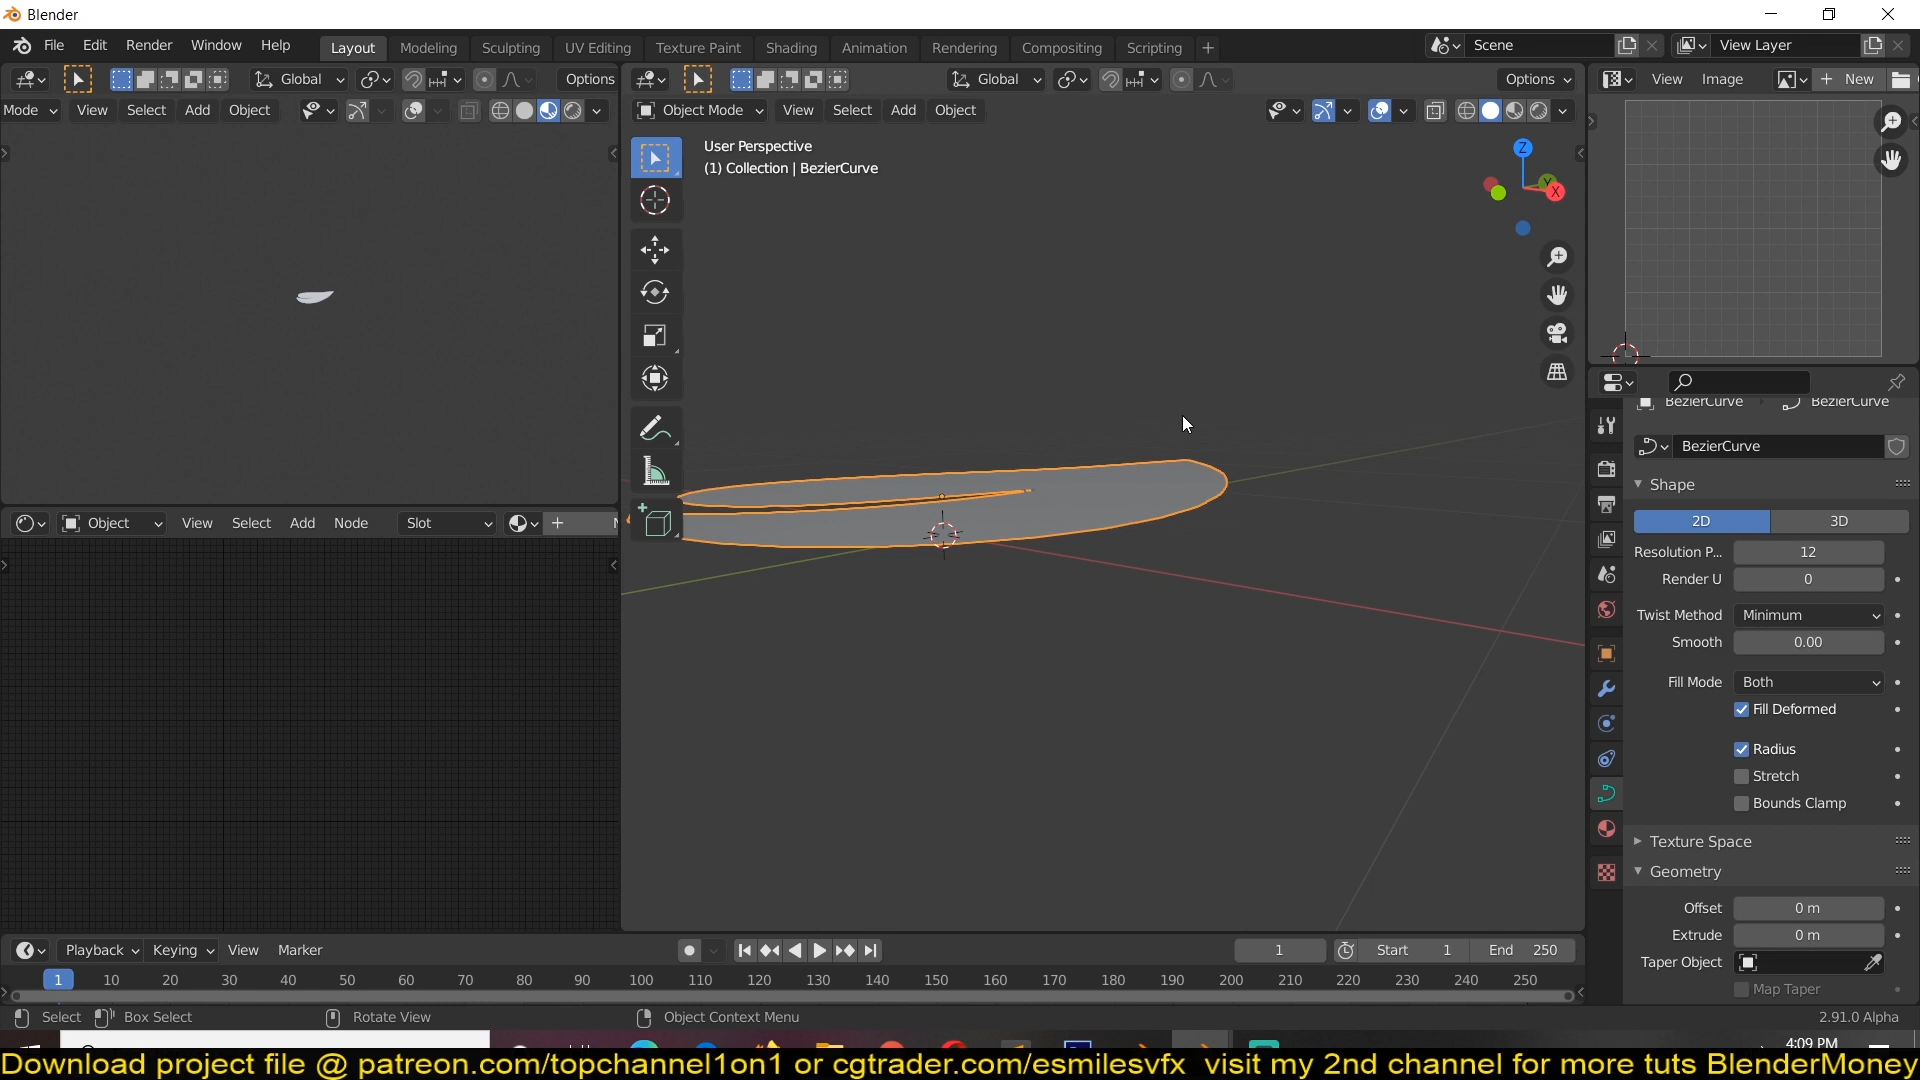 Blender
File Edit Render Window Help Layout Modeling Sculpting UV Editing Texture Paint Shading Animation Rendering Compositing Scripting + Scene View Layer
Global Options Global Options View Image New
Mode View Select Add Object Object Mode View Select Add Object
User Perspective
(1) Collection | BezierCurve
Z
Y
X
BezierCurve BezierCurve
BezierCurve
Shape
2D 3D
Resolution P... 12
Render U 0
Twist Method Minimum
Smooth 0.00
Fill Mode Both
Fill Deformed
Radius
Stretch
Bounds Clamp
Texture Space
Geometry
Offset 0 m
Extrude 0 m
Taper Object
Map Taper
Object View Select Add Node Slot
Playback Keying View Marker 1 Start 1 End 250
1 10 20 30 40 50 60 70 80 90 100 110 120 130 140 150 160 170 180 190 200 210 220 230 240 250
Select Box Select Rotate View Object Context Menu 2.91.0 Alpha
4:09 PM
Download project file @ patreon.com/topchannel1on1 or cgtrader.com/esmilesvfx visit my 2nd channel for more tuts BlenderMoney